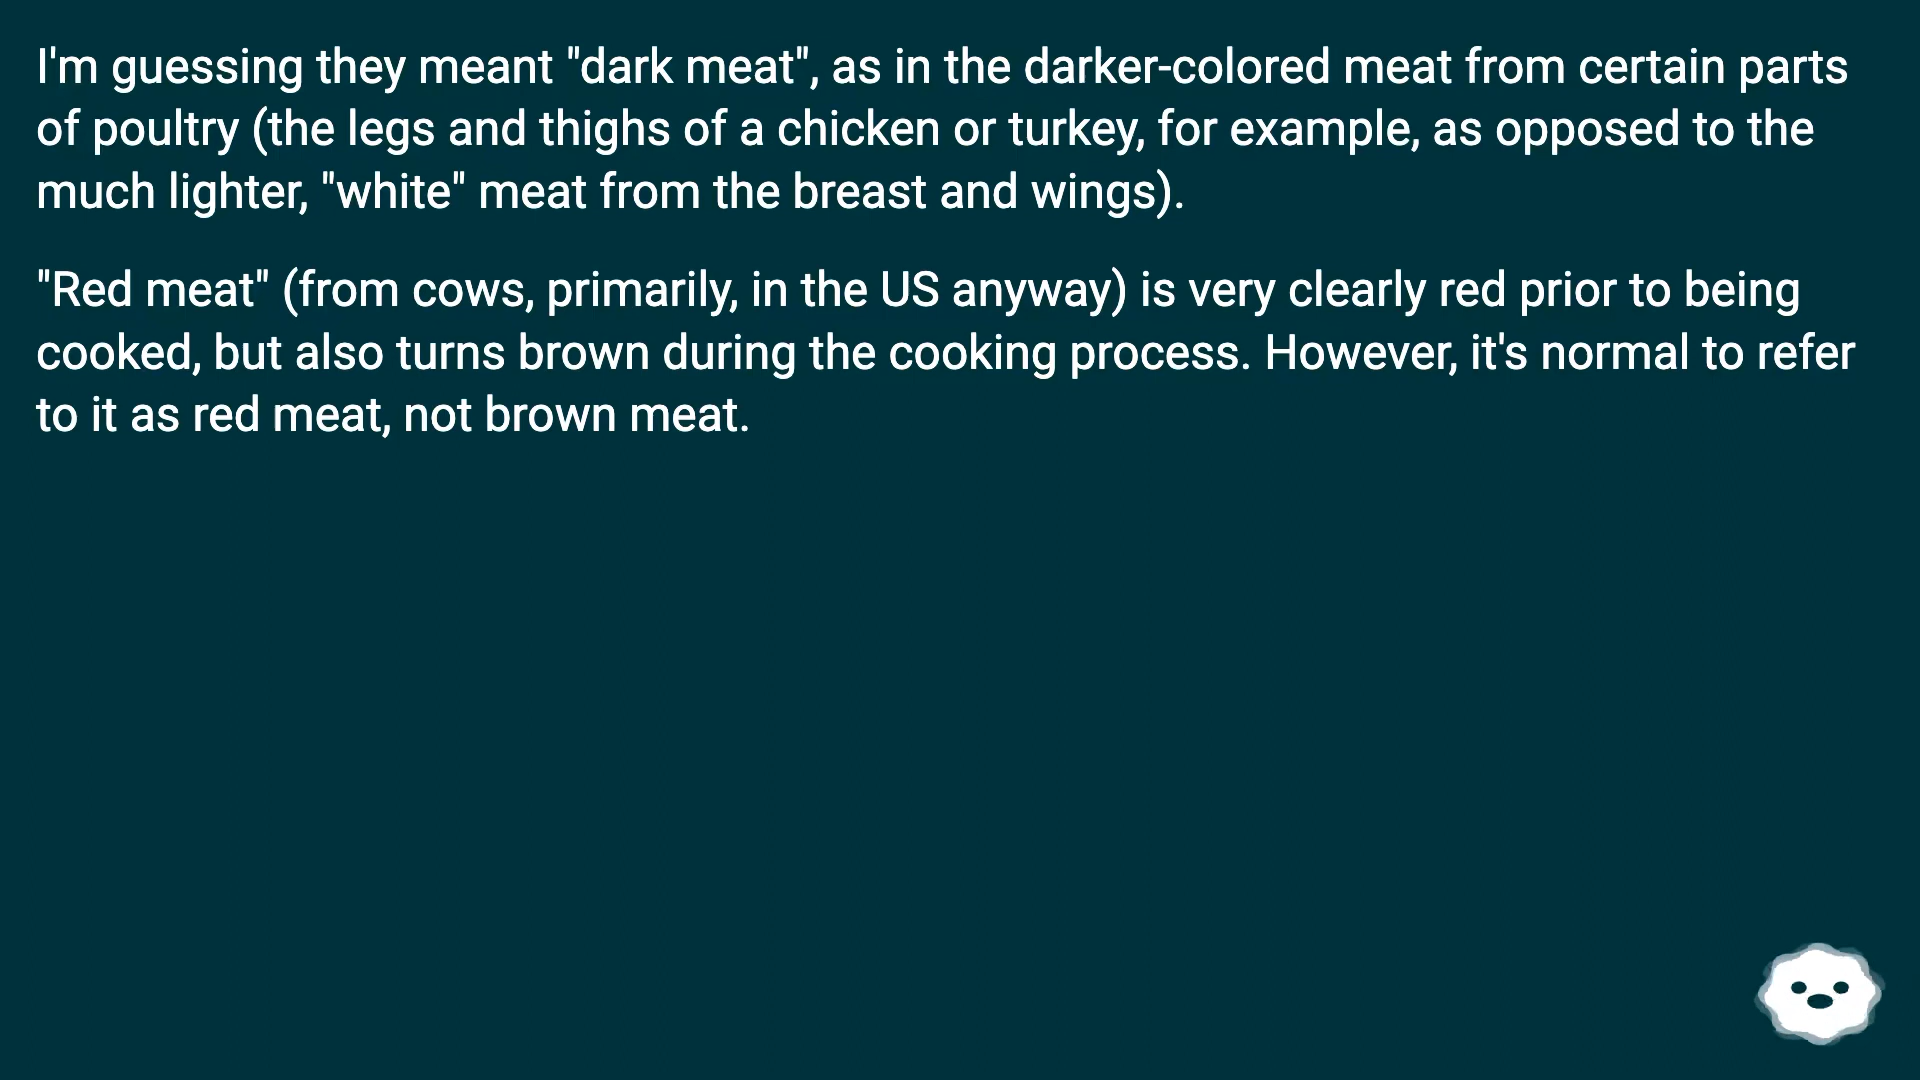 I'm guessing they meant "dark meat", as in the darker-colored meat from certain parts
of poultry (the legs and thighs of a chicken or turkey, for example, as opposed to the
much lighter, "white" meat from the breast and wings).
"Red meat" (from cows, primarily, in the US anyway) is very clearly red prior to being
cooked, but also turns brown during the cooking process. However, it's normal to refer
to it as red meat, not brown meat.